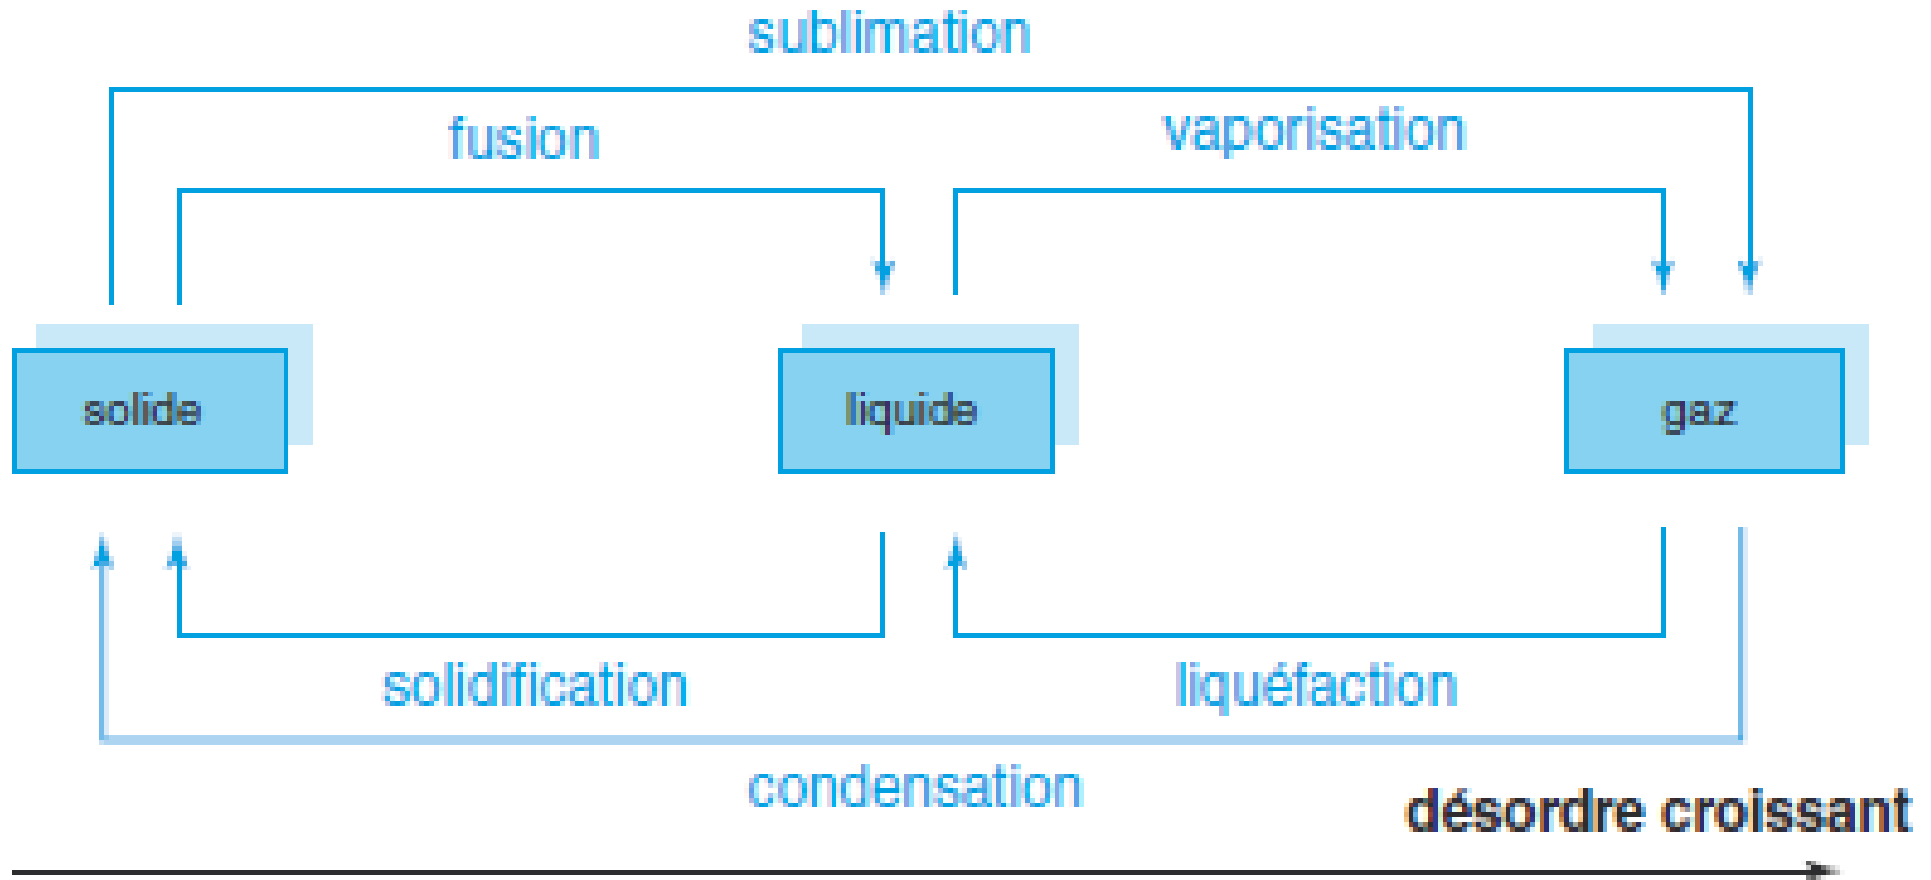 sublimation
fusion
vaporisation
solide
liquide
gaz
solidification
liquéfaction
condensation
désordre croissant